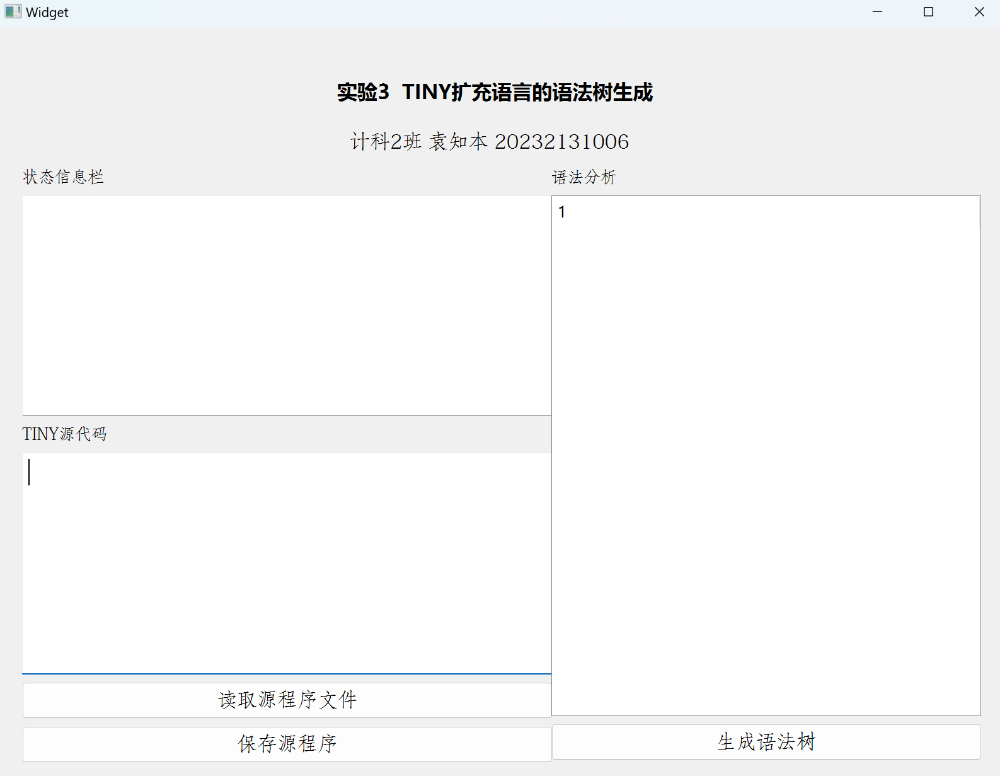 Widget
实验3 TINY扩充语言的语法树生成
计科2班 袁知本 20232131006
状态信息栏
语法分析
1
TINY源代码
读取源程序文件
保存源程序
生成语法树